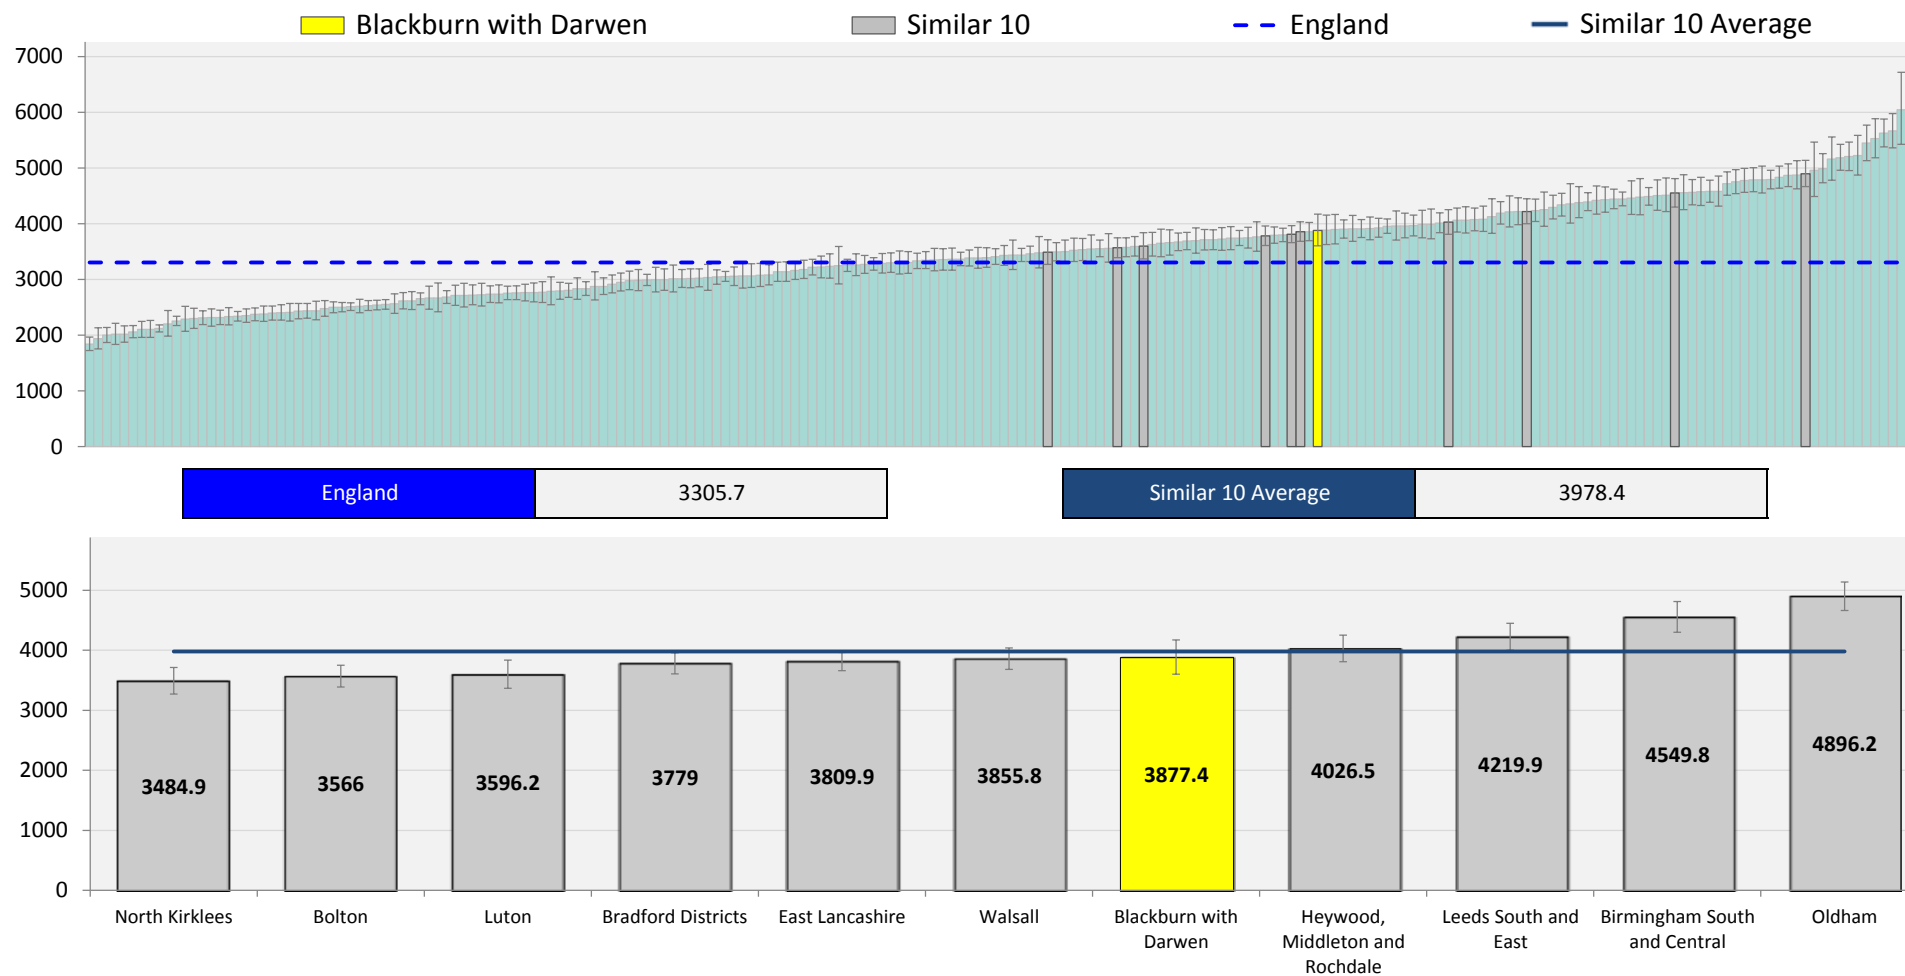 Blackburn with Darwen Similar 10 England Similar 10 Average
7000
6000
5000
4000
3000
2000
1000
0
England 3305.7 Similar 10 Average 3978.4
5000
4000
3000
2000
1000
0
3484.9 3566 3596.2 3779 3809.9 3855.8 3877.4 4026.5 4219.9 4549.8 4896.2
North Kirklees Bolton Luton Bradford Districts East Lancashire Walsall Blackburn with Heywood, Leeds South and Birmingham South Oldham
Darwen Middleton and East and Central
Rochdale